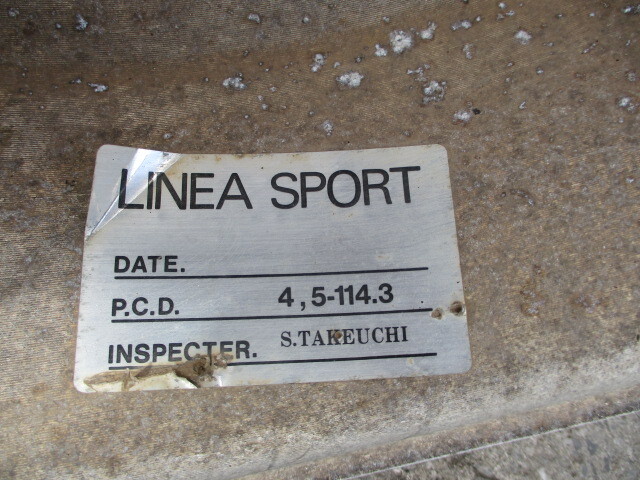 LINEA SPORT
DATE.
P.C.D. 4,5-114.3
INSPECTER. S.TAKEUCHI